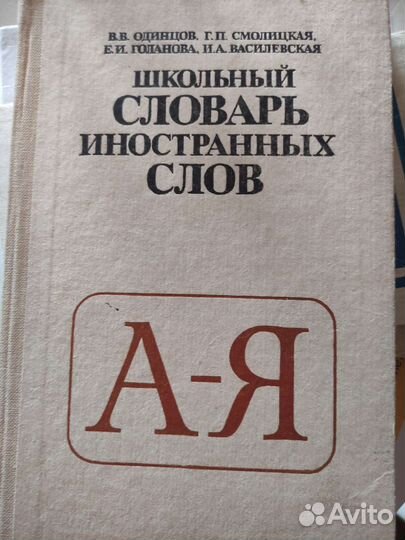 В.В. ОДИНЦОВ, Г.П. СМОЛИЦКАЯ,
Е.И. ГОЛАНОВА, И.А. ВАСИЛЕВСКАЯ
ШКОЛЬНЫЙ
СЛОВАРЬ
ИНОСТРАННЫХ
СЛОВ
А-Я
Avito